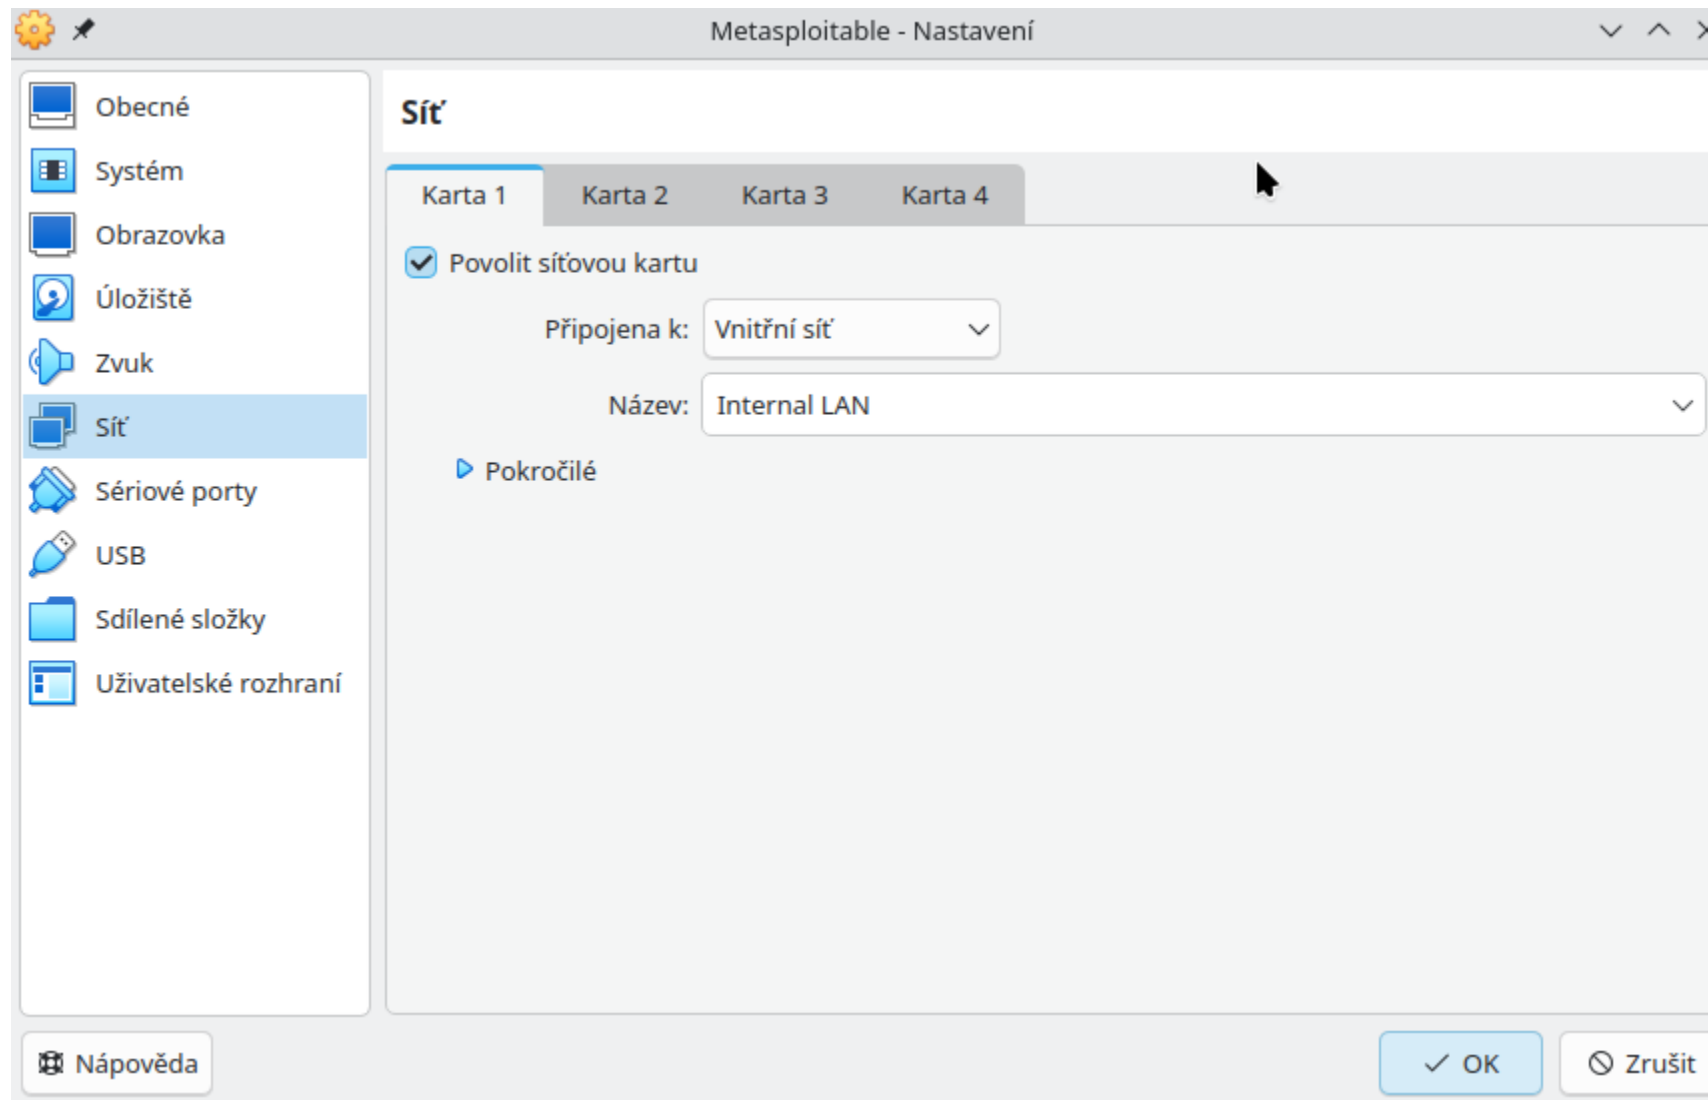 Metasploitable - Nastavení
Obecné
Systém
Obrazovka
Úložiště
Zvuk
Síť
Sériové porty
USB
Sdílené složky
Uživatelské rozhraní
Síť
Karta 1 Karta 2 Karta 3 Karta 4
Povolit síťovou kartu
Připojena k: Vnitřní síť
Název: Internal LAN
Pokročilé
Nápověda OK Zrušit